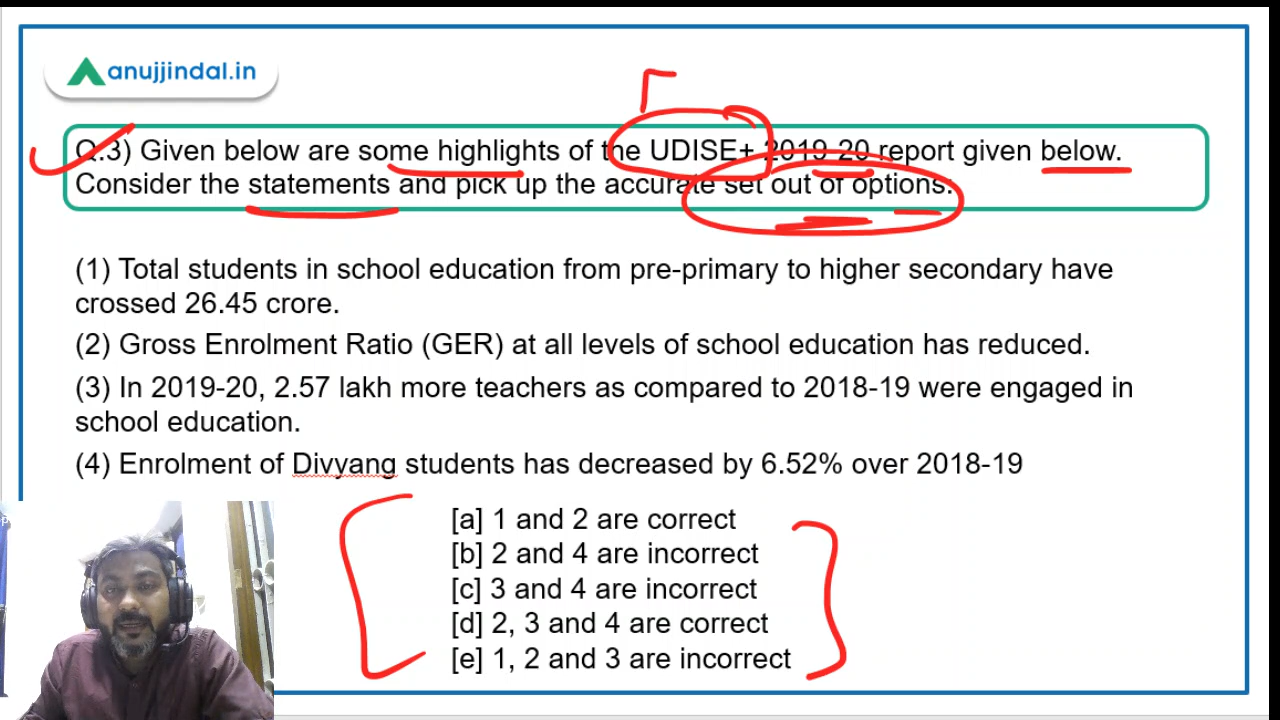 anujjindal.in
Q.3) Given below are some highlights of the UDISE+ 2019-20 report given below.
Consider the statements and pick up the accurate set out of options:
(1) Total students in school education from pre-primary to higher secondary have
crossed 26.45 crore.
(2) Gross Enrolment Ratio (GER) at all levels of school education has reduced.
(3) In 2019-20, 2.57 lakh more teachers as compared to 2018-19 were engaged in
school education.
(4) Enrolment of Divyang students has decreased by 6.52% over 2018-19
[a] 1 and 2 are correct
[b] 2 and 4 are incorrect
[c] 3 and 4 are incorrect
[d] 2, 3 and 4 are correct
[e] 1, 2 and 3 are incorrect